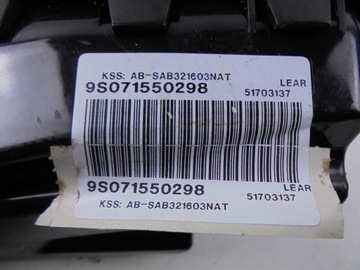 KSS: AB-SAB321603NAT LEAR
9S071550298 51703137
9S071550298 LEAR
KSS: AB-SAB321603NAT 51703137